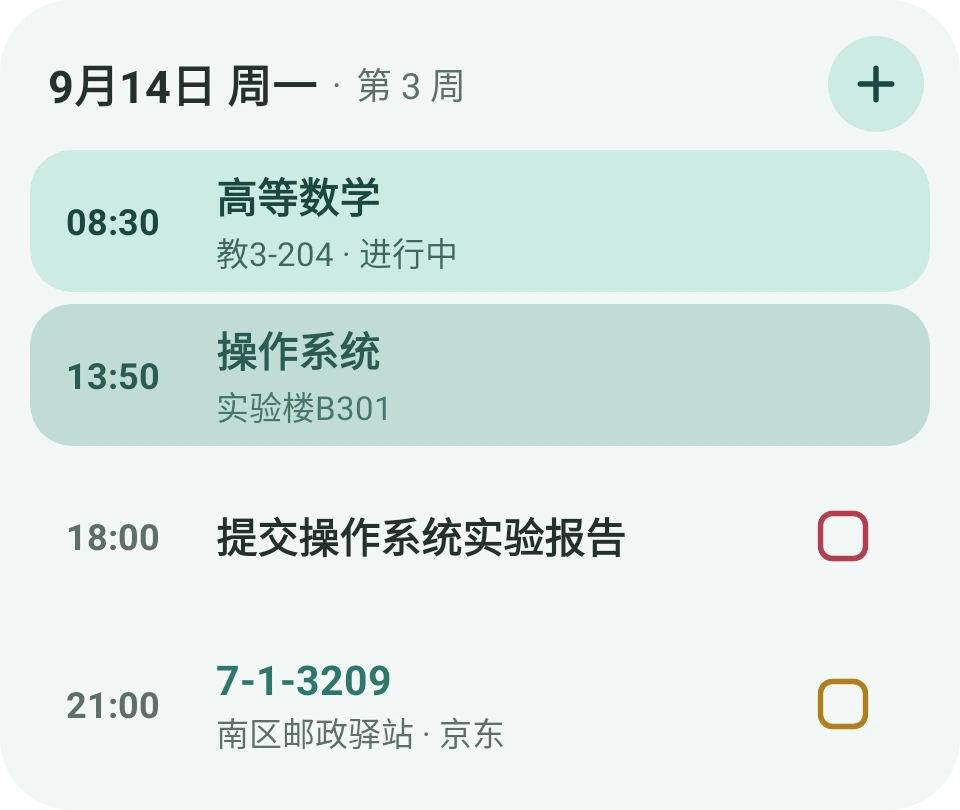 9月14日 周一 · 第 3 周
08:30
高等数学
教3-204 · 进行中
13:50
操作系统
实验楼B301
18:00
提交操作系统实验报告
21:00
7-1-3209
南区邮政驿站 · 京东